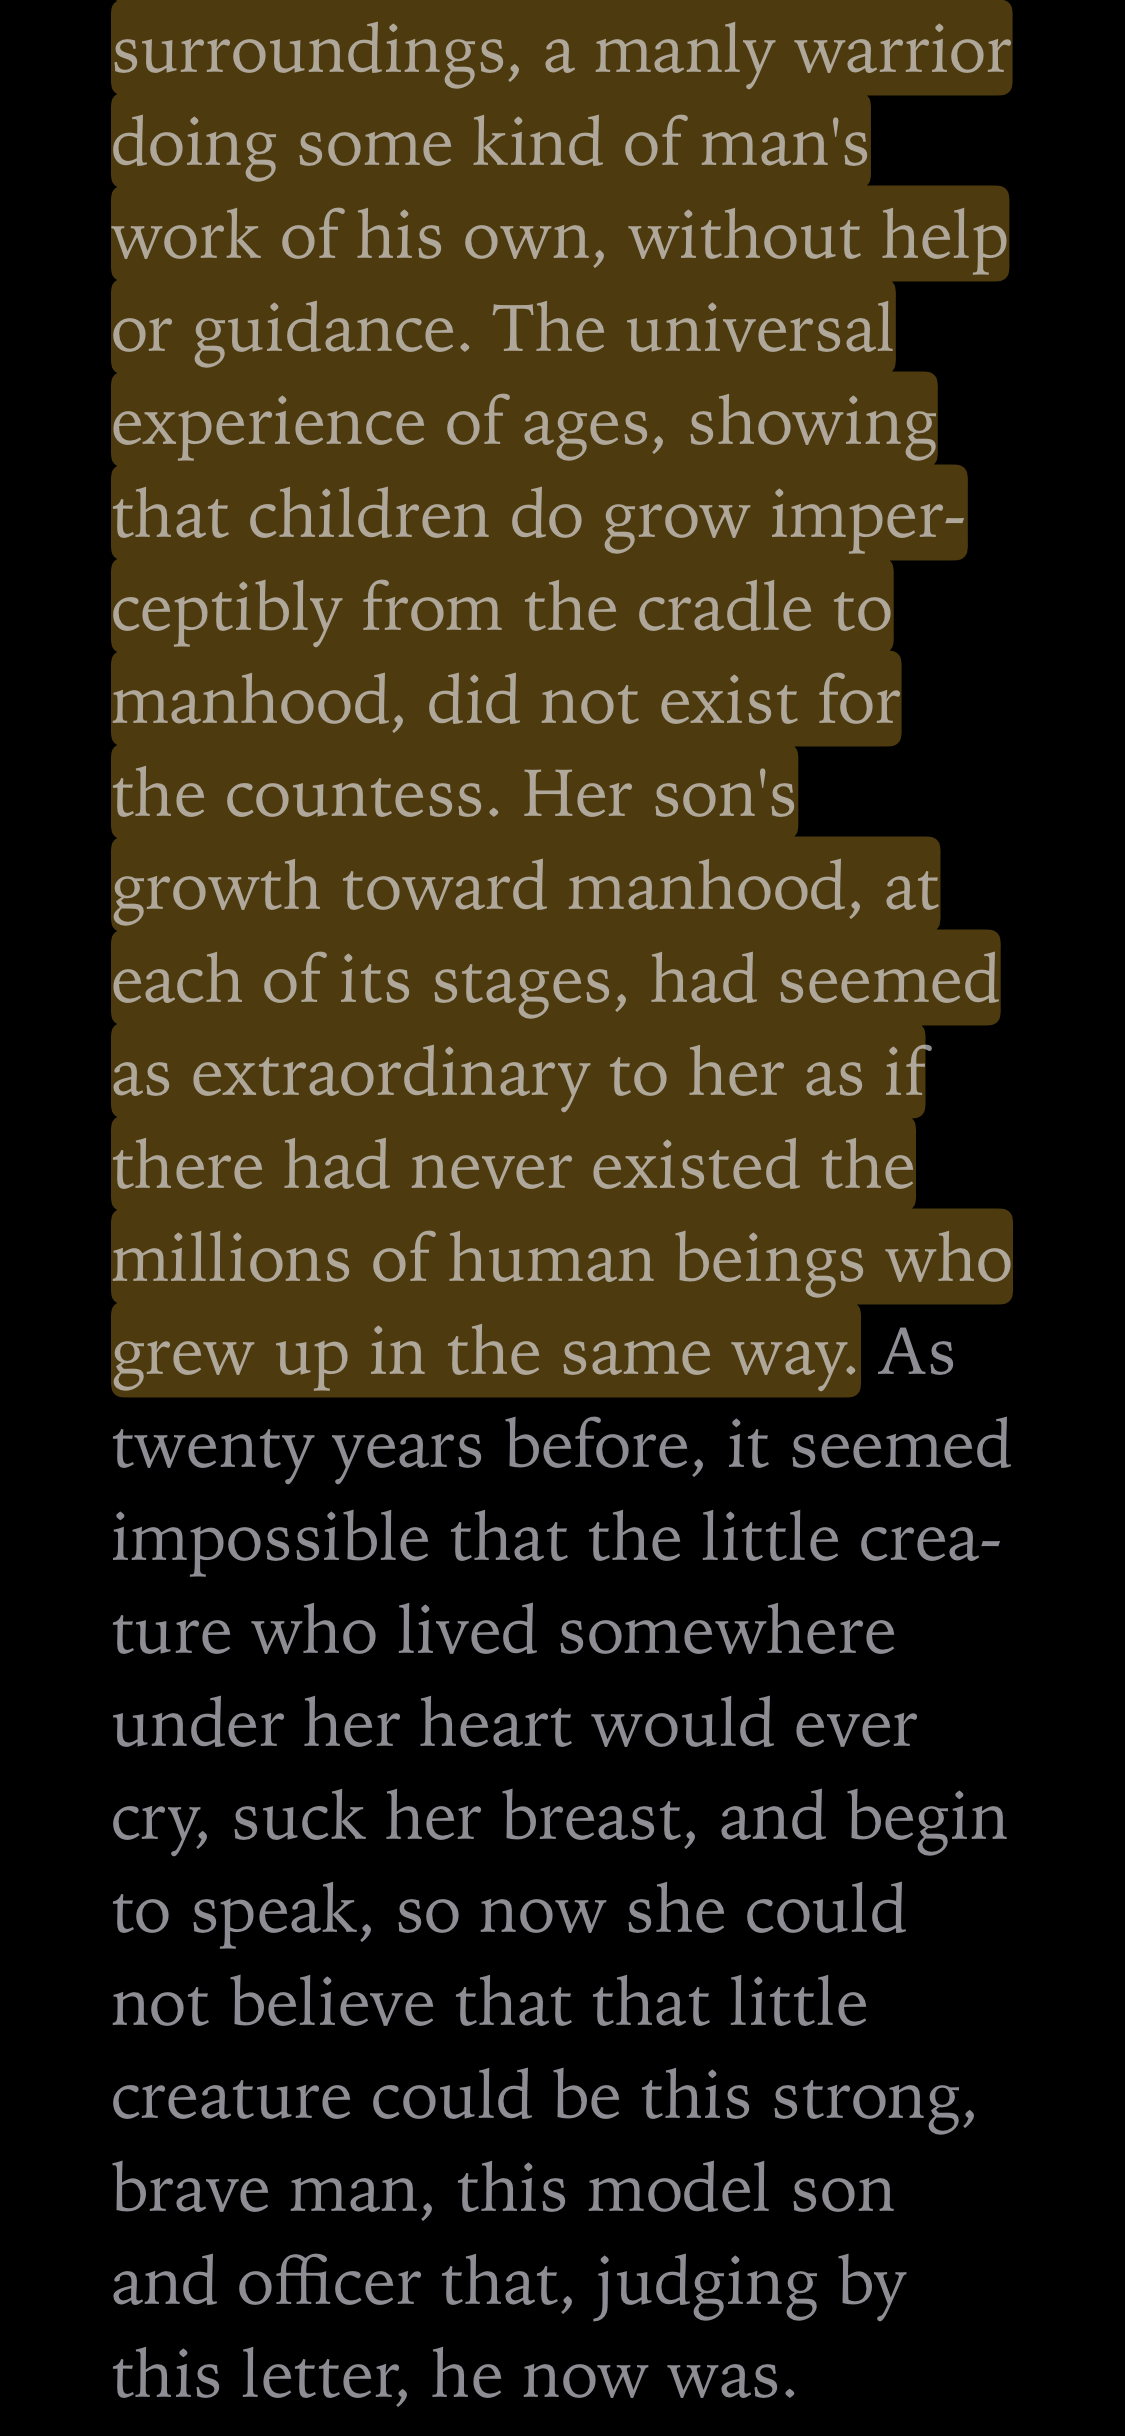 surroundings, a manly warrior
doing some kind of man's
work of his own, without help
or guidance. The universal
experience of ages, showing
that children do grow imper-
ceptibly from the cradle to
manhood, did not exist for
the countess. Her son's
growth toward manhood, at
each of its stages, had seemed
as extraordinary to her as if
there had never existed the
millions of human beings who
grew up in the same way. As
twenty years before, it seemed
impossible that the little crea-
ture who lived somewhere
under her heart would ever
cry, suck her breast, and begin
to speak, so now she could
not believe that that little
creature could be this strong,
brave man, this model son
and officer that, judging by
this letter, he now was.